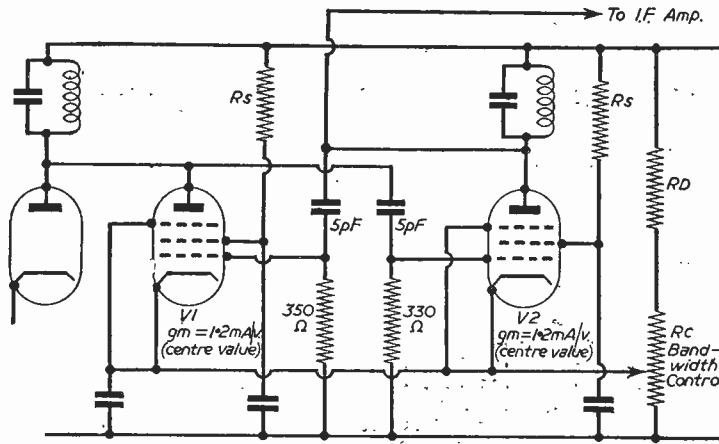 To I.F. Amp.
Rs
Rs
RD
5pF
5pF
350
Ω
330
Ω
V1
gm=1·2mA/v.
(centre value)
V2
gm=1·2mA/v.
(centre value)
Rc
Band-
width
Control